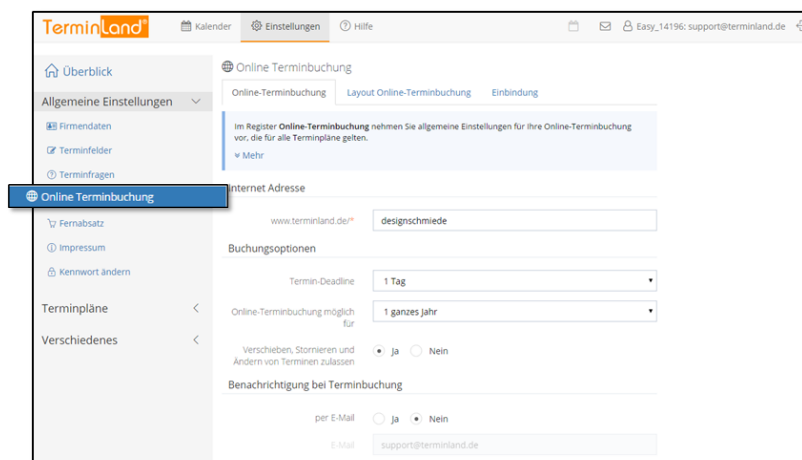 TerminLand®
Kalender
Einstellungen
Hilfe
Easy_14196: support@terminland.de
Überblick
Allgemeine Einstellungen
Firmendaten
Terminfelder
Terminfragen
Online Terminbuchung
Fernabsatz
Impressum
Kennwort ändern
Terminpläne
Verschiedenes
Online Terminbuchung
Online-Terminbuchung
Layout Online-Terminbuchung
Einbindung
Im Register Online-Terminbuchung nehmen Sie allgemeine Einstellungen für Ihre Online-Terminbuchung
vor, die für alle Terminpläne gelten.
Mehr
Internet Adresse
www.terminland.de/*
designschmiede
Buchungsoptionen
Termin-Deadline
1 Tag
Online-Terminbuchung möglich
für
1 ganzes Jahr
Verschieben, Stornieren und
Ändern von Terminen zulassen
Ja
Nein
Benachrichtigung bei Terminbuchung
per E-Mail
Ja
Nein
E-Mail
support@terminland.de